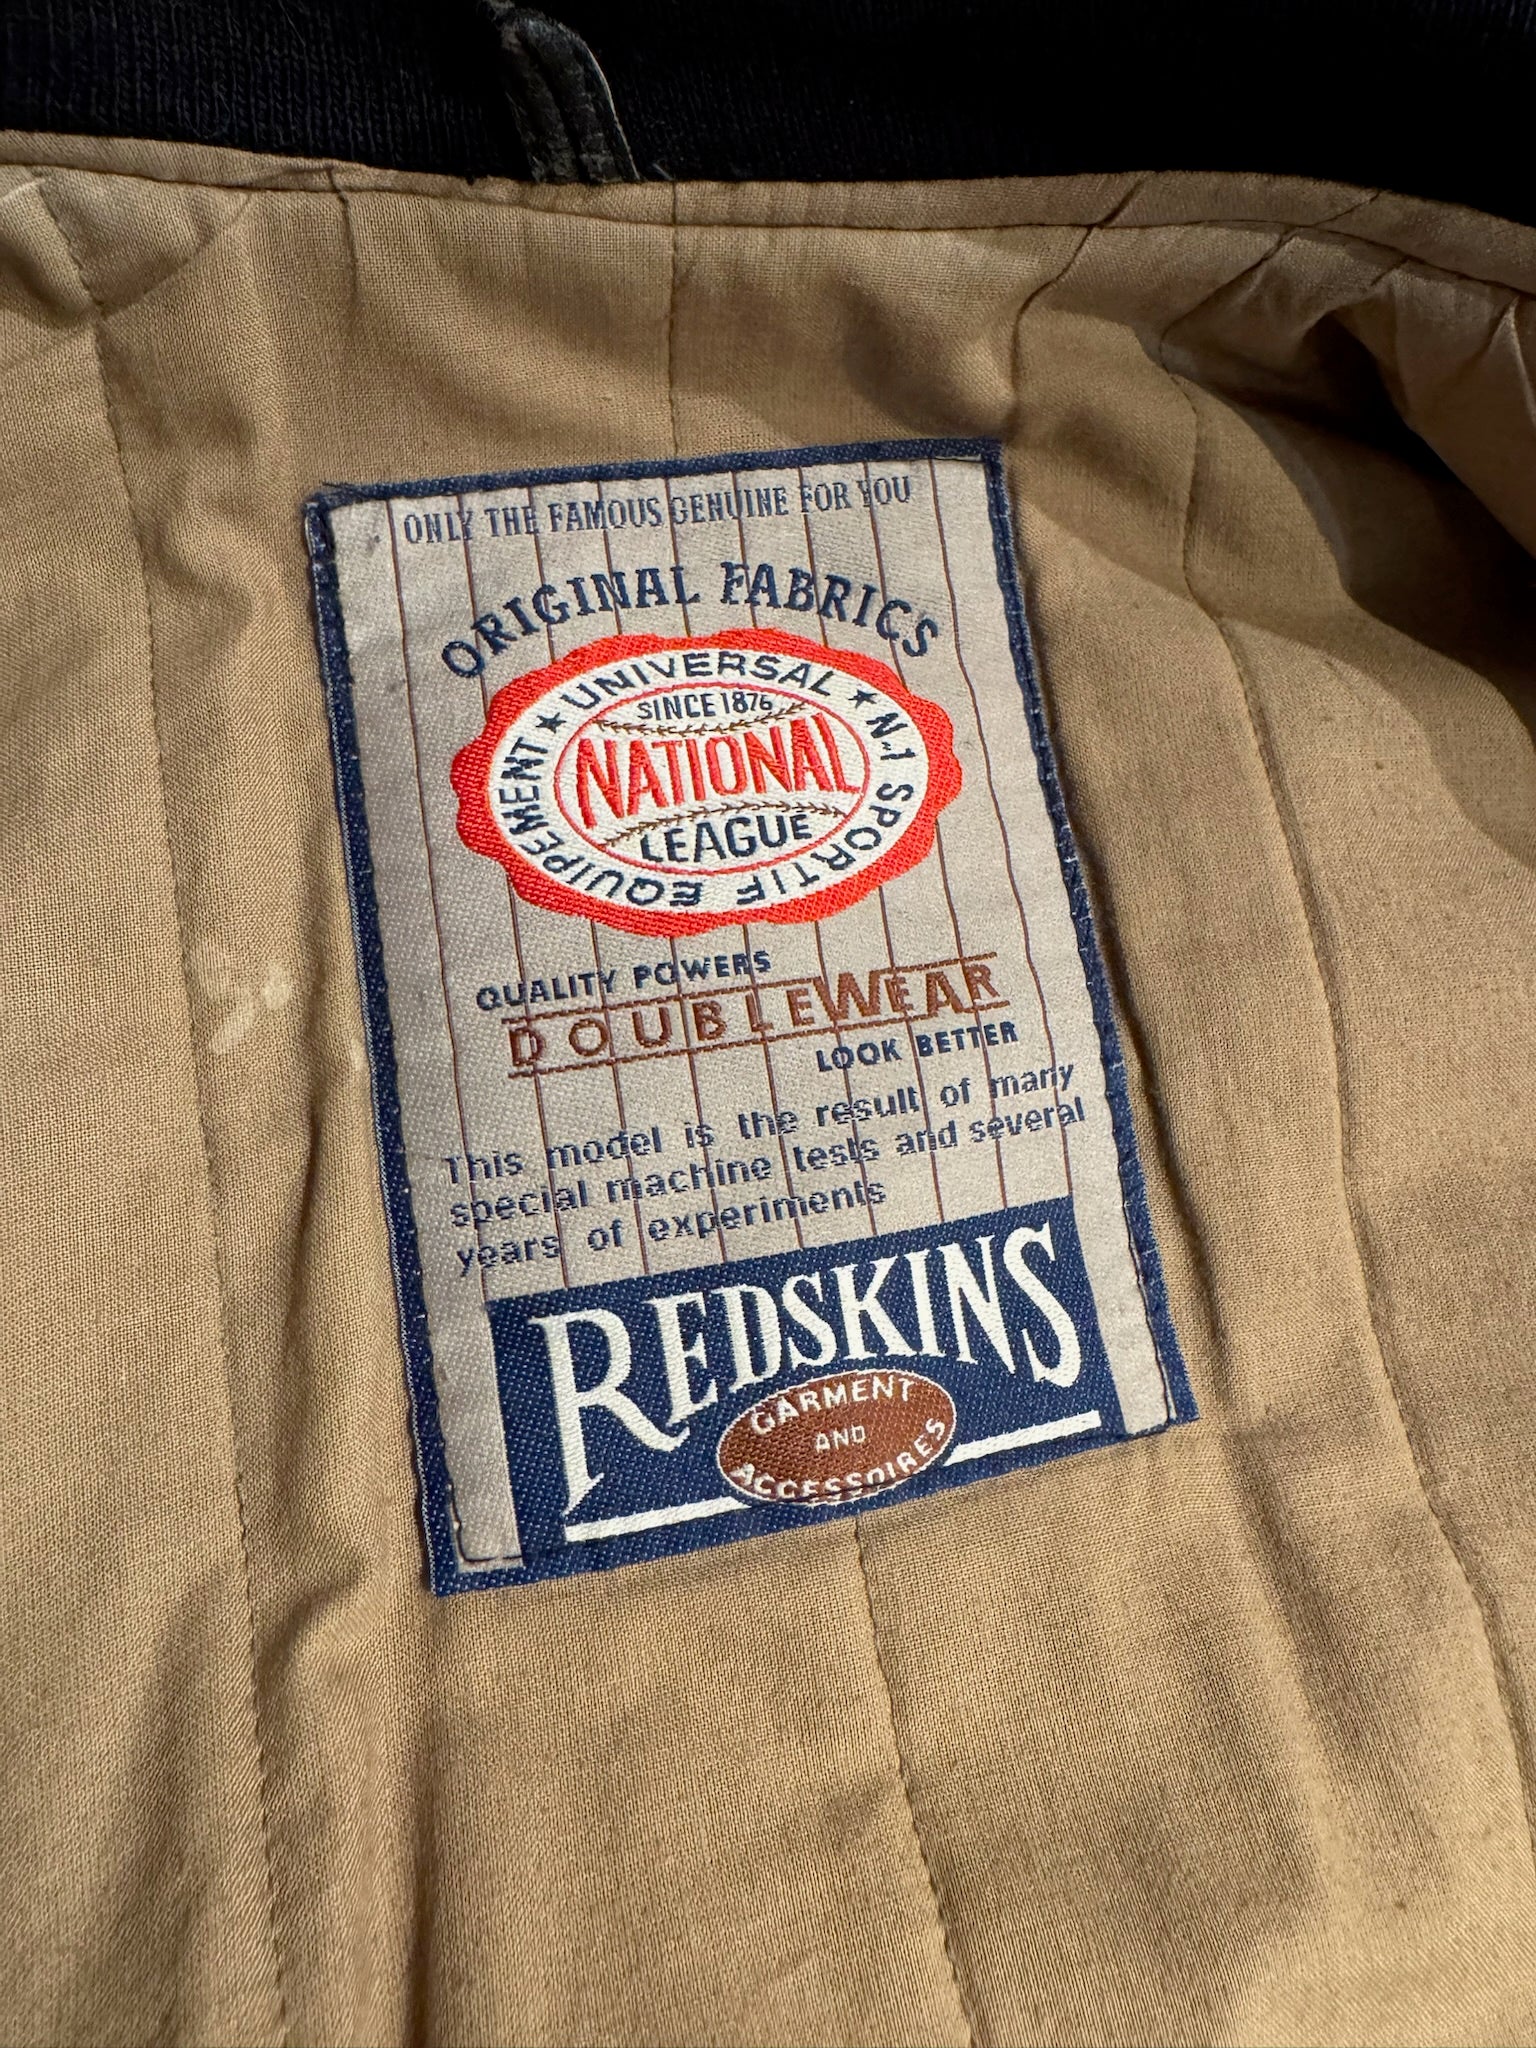 ONLY THE FAMOUS GENUINE FOR YOU
ORIGINAL FABRICS
UNIVERSAL ★ N.1 SPORTIF EQUIPEMENT ★
SINCE 1876
NATIONAL
LEAGUE
QUALITY POWERS
DOUBLEWEAR
LOOK BETTER
This model is the result of many
special machine tests and several
years of experiments
REDSKINS
GARMENT
AND
ACCESSOIRES